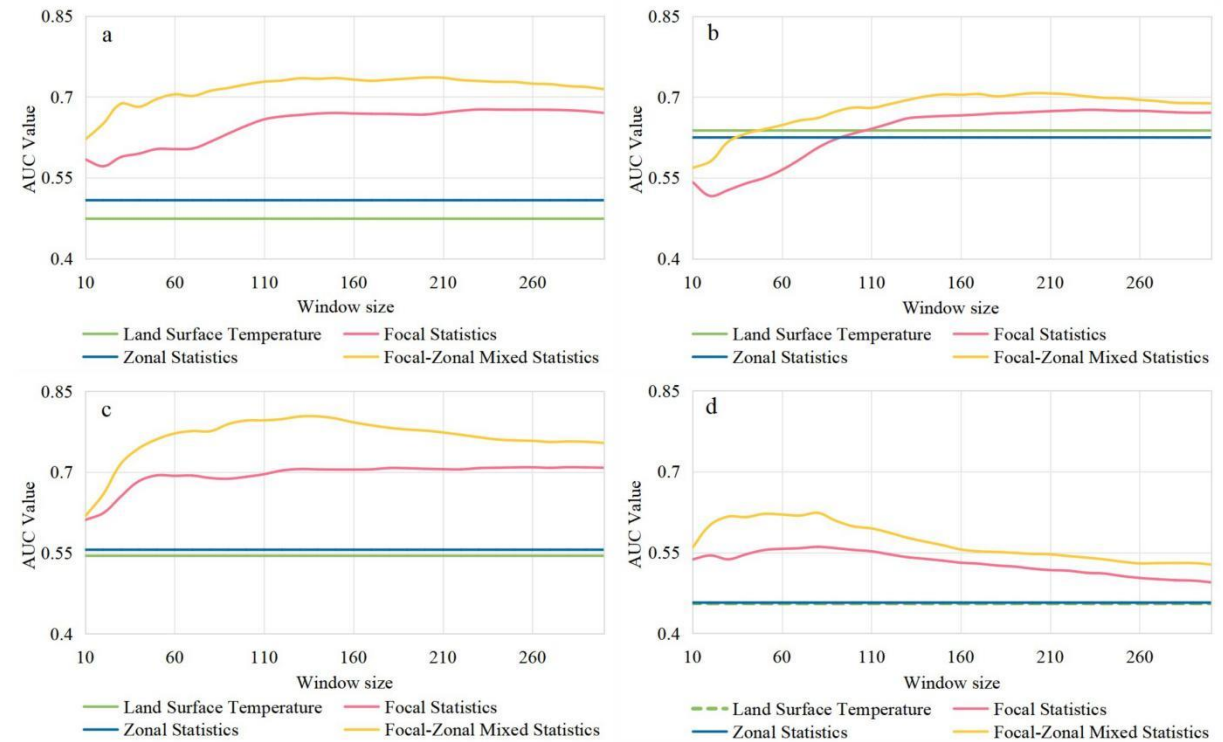 a
0.85
0.7
0.55
0.4
AUC Value
10 60 110 160 210 260
Window size
Land Surface Temperature Focal Statistics
Zonal Statistics Focal-Zonal Mixed Statistics
b
0.85
0.7
0.55
0.4
AUC Value
10 60 110 160 210 260
Window size
Land Surface Temperature Focal Statistics
Zonal Statistics Focal-Zonal Mixed Statistics
c
0.85
0.7
0.55
0.4
AUC Value
10 60 110 160 210 260
Window size
Land Surface Temperature Focal Statistics
Zonal Statistics Focal-Zonal Mixed Statistics
d
0.85
0.7
0.55
0.4
AUC Value
10 60 110 160 210 260
Window size
Land Surface Temperature Focal Statistics
Zonal Statistics Focal-Zonal Mixed Statistics